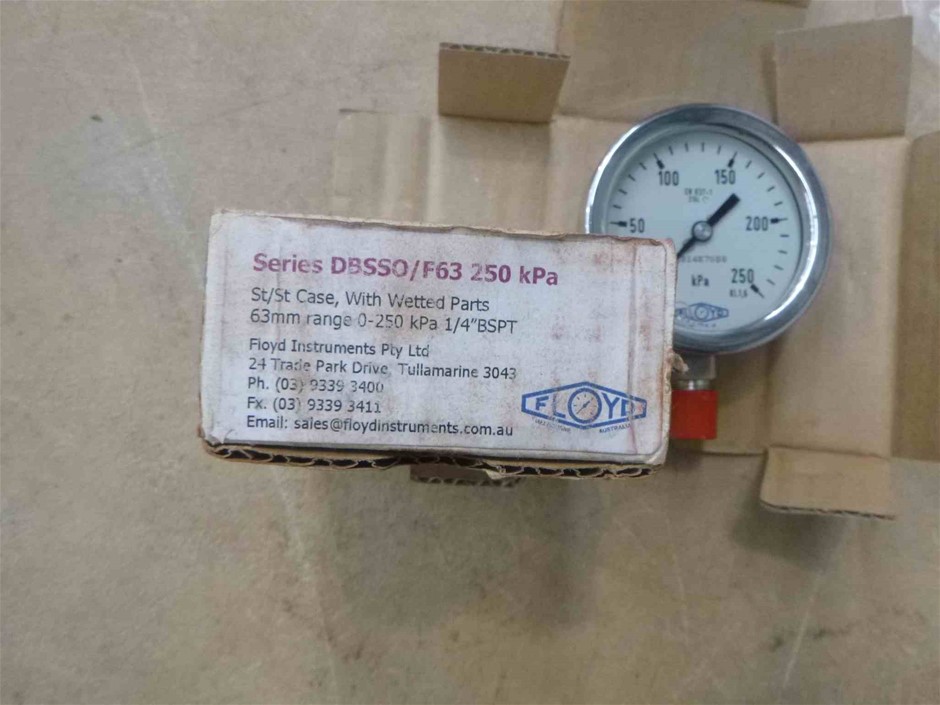 Series DBSSO/F63 250 kPa
St/St Case, With Wetted Parts
63mm range 0-250 kPa 1/4"BSPT
Floyd Instruments Pty Ltd
24 Trade Park Drive, Tullamarine 3043
Ph. (03) 9339 3400
Fx. (03) 9339 3411
Email: sales@floydinstruments.com.au
FLOYD
AUSTRALIA
50
100
150
200
250
kPa